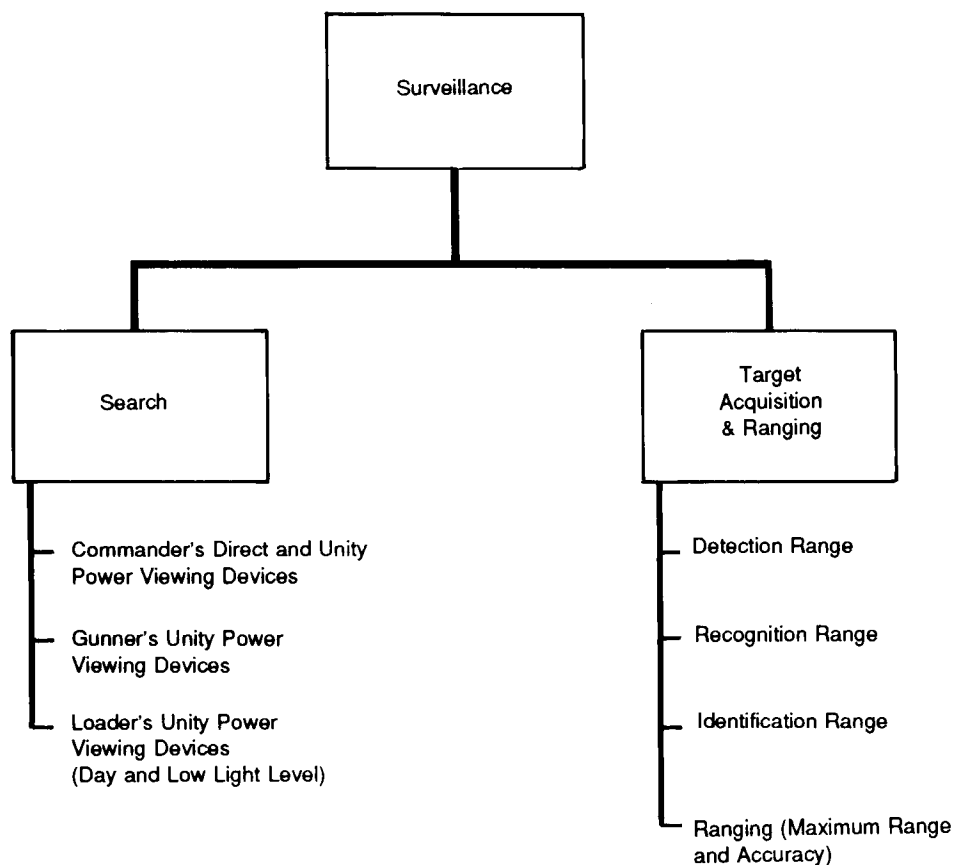 Surveillance
Search
Target
Acquisition
& Ranging
Commander's Direct and Unity
Power Viewing Devices
Gunner's Unity Power
Viewing Devices
Loader's Unity Power
Viewing Devices
(Day and Low Light Level)
Detection Range
Recognition Range
Identification Range
Ranging (Maximum Range
and Accuracy)